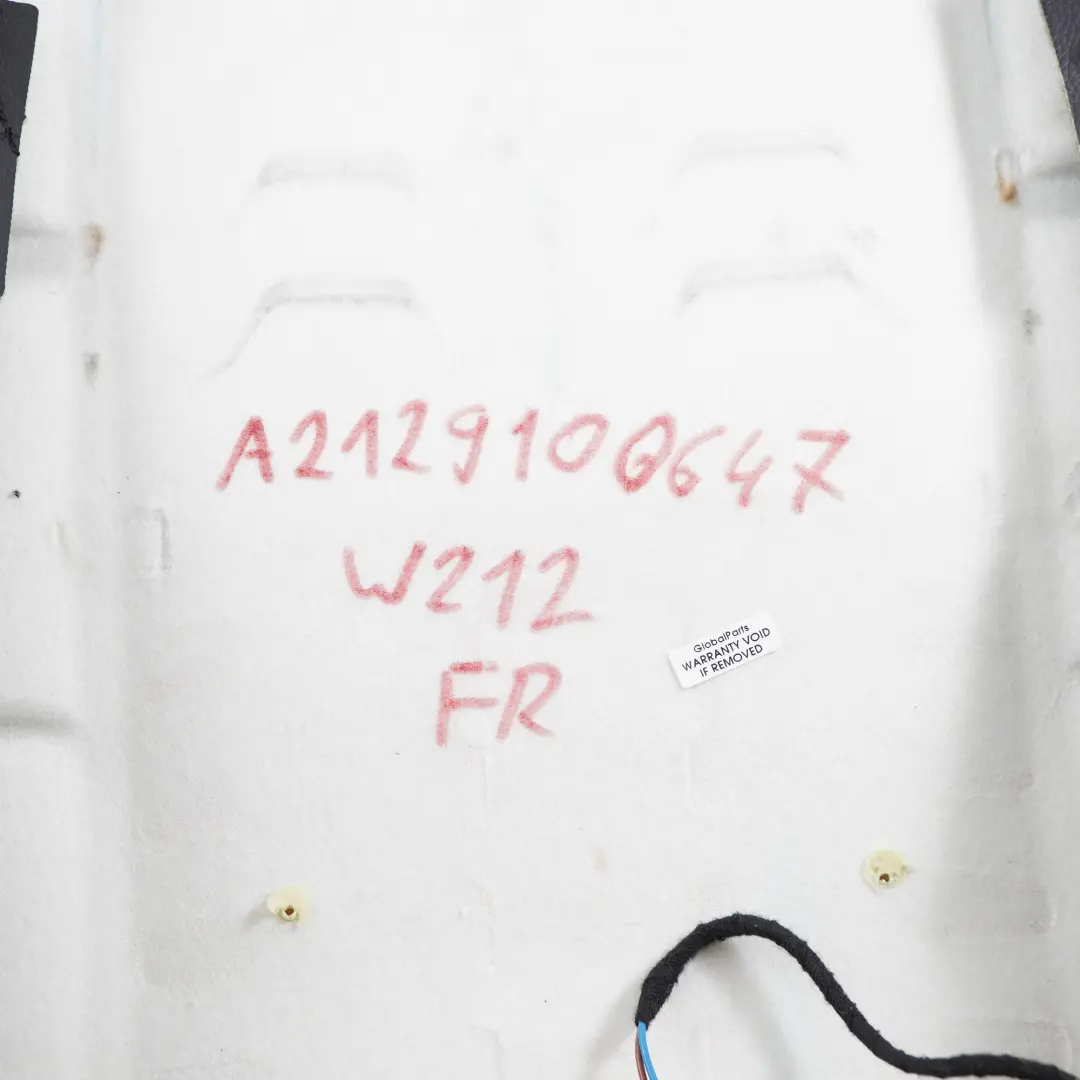 A2129100647
W212
FR
GlobalParts
WARRANTY VOID
IF REMOVED